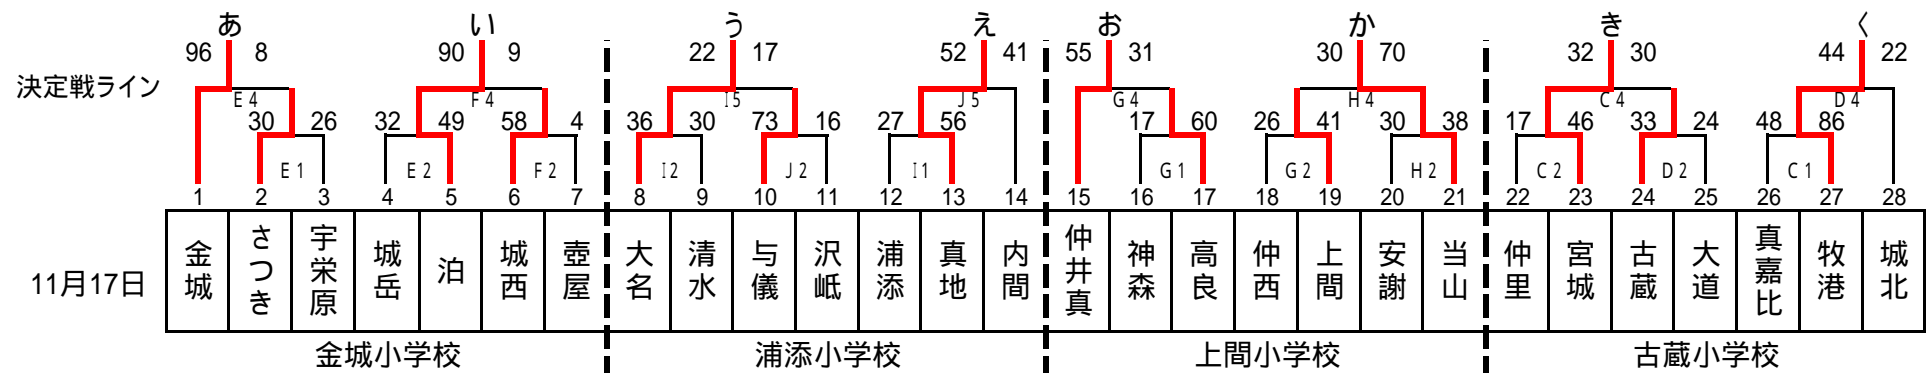 あ い う え お か き く
96 8 90 9 22 17 52 41 55 31 30 70 32 30 44 22
決定戦ライン
E4 F4 I5 J5 G4 H4 C4 D4
30 26 32 49 58 4 36 30 73 16 27 56 17 60 26 41 30 38 17 46 33 24 48 86
E1 E2 F2 I2 J2 I1 G1 G2 H2 C2 D2 C1
1 2 3 4 5 6 7 8 9 10 11 12 13 14 15 16 17 18 19 20 21 22 23 24 25 26 27 28
11月17日 金城 さつき 宇栄原 城岳 泊 城西 壺屋 大名 清水 与儀 沢岻 浦添 真地 内間 仲井真 神森 高良 仲西 上間 安謝 当山 仲里 宮城 古蔵 大道 真嘉比 牧港 城北
金城小学校 浦添小学校 上間小学校 古蔵小学校